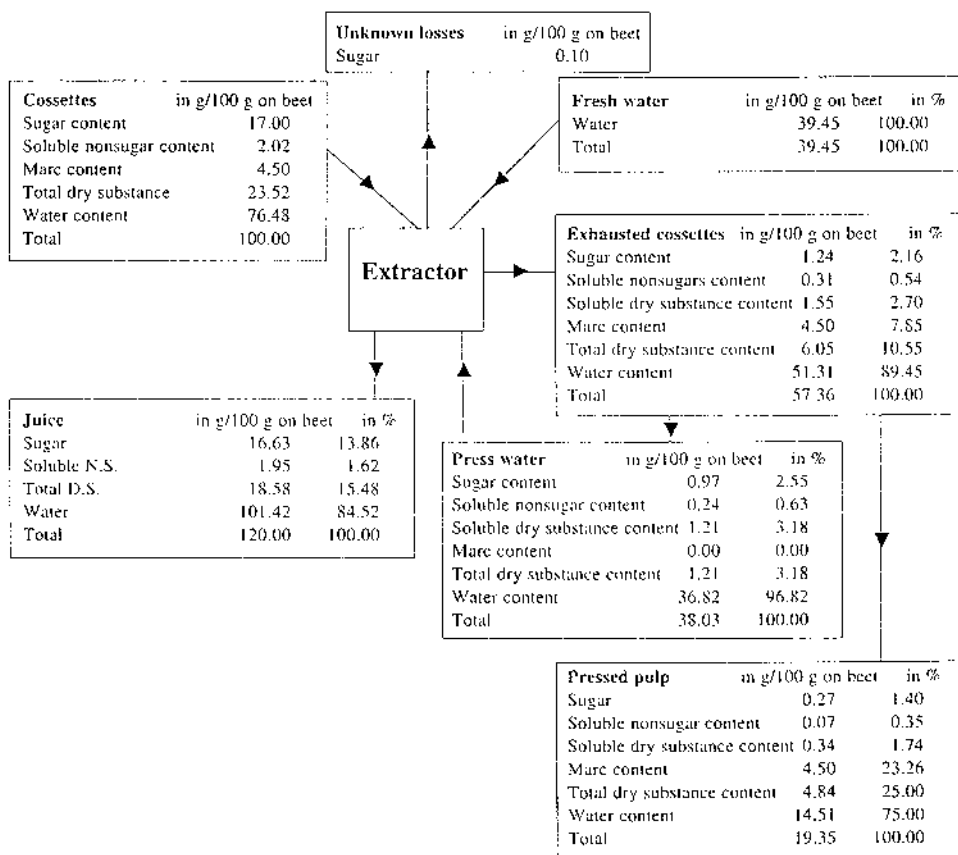 Unknown losses in g/100 g on beet
Sugar 0.10
Cossettes in g/100 g on beet
Sugar content 17.00
Soluble nonsugar content 2.02
Marc content 4.50
Total dry substance 23.52
Water content 76.48
Total 100.00
Fresh water in g/100 g on beet in %
Water 39.45 100.00
Total 39.45 100.00
Extractor
Exhausted cossettes in g/100 g on beet in %
Sugar content 1.24 2.16
Soluble nonsugars content 0.31 0.54
Soluble dry substance content 1.55 2.70
Marc content 4.50 7.85
Total dry substance content 6.05 10.55
Water content 51.31 89.45
Total 57.36 100.00
Juice in g/100 g on beet in %
Sugar 16.63 13.86
Soluble N.S. 1.95 1.62
Total D.S. 18.58 15.48
Water 101.42 84.52
Total 120.00 100.00
Press water in g/100 g on beet in %
Sugar content 0.97 2.55
Soluble nonsugar content 0.24 0.63
Soluble dry substance content 1.21 3.18
Marc content 0.00 0.00
Total dry substance content 1.21 3.18
Water content 36.82 96.82
Total 38.03 100.00
Pressed pulp in g/100 g on beet in %
Sugar 0.27 1.40
Soluble nonsugar content 0.07 0.35
Soluble dry substance content 0.34 1.74
Marc content 4.50 23.26
Total dry substance content 4.84 25.00
Water content 14.51 75.00
Total 19.35 100.00